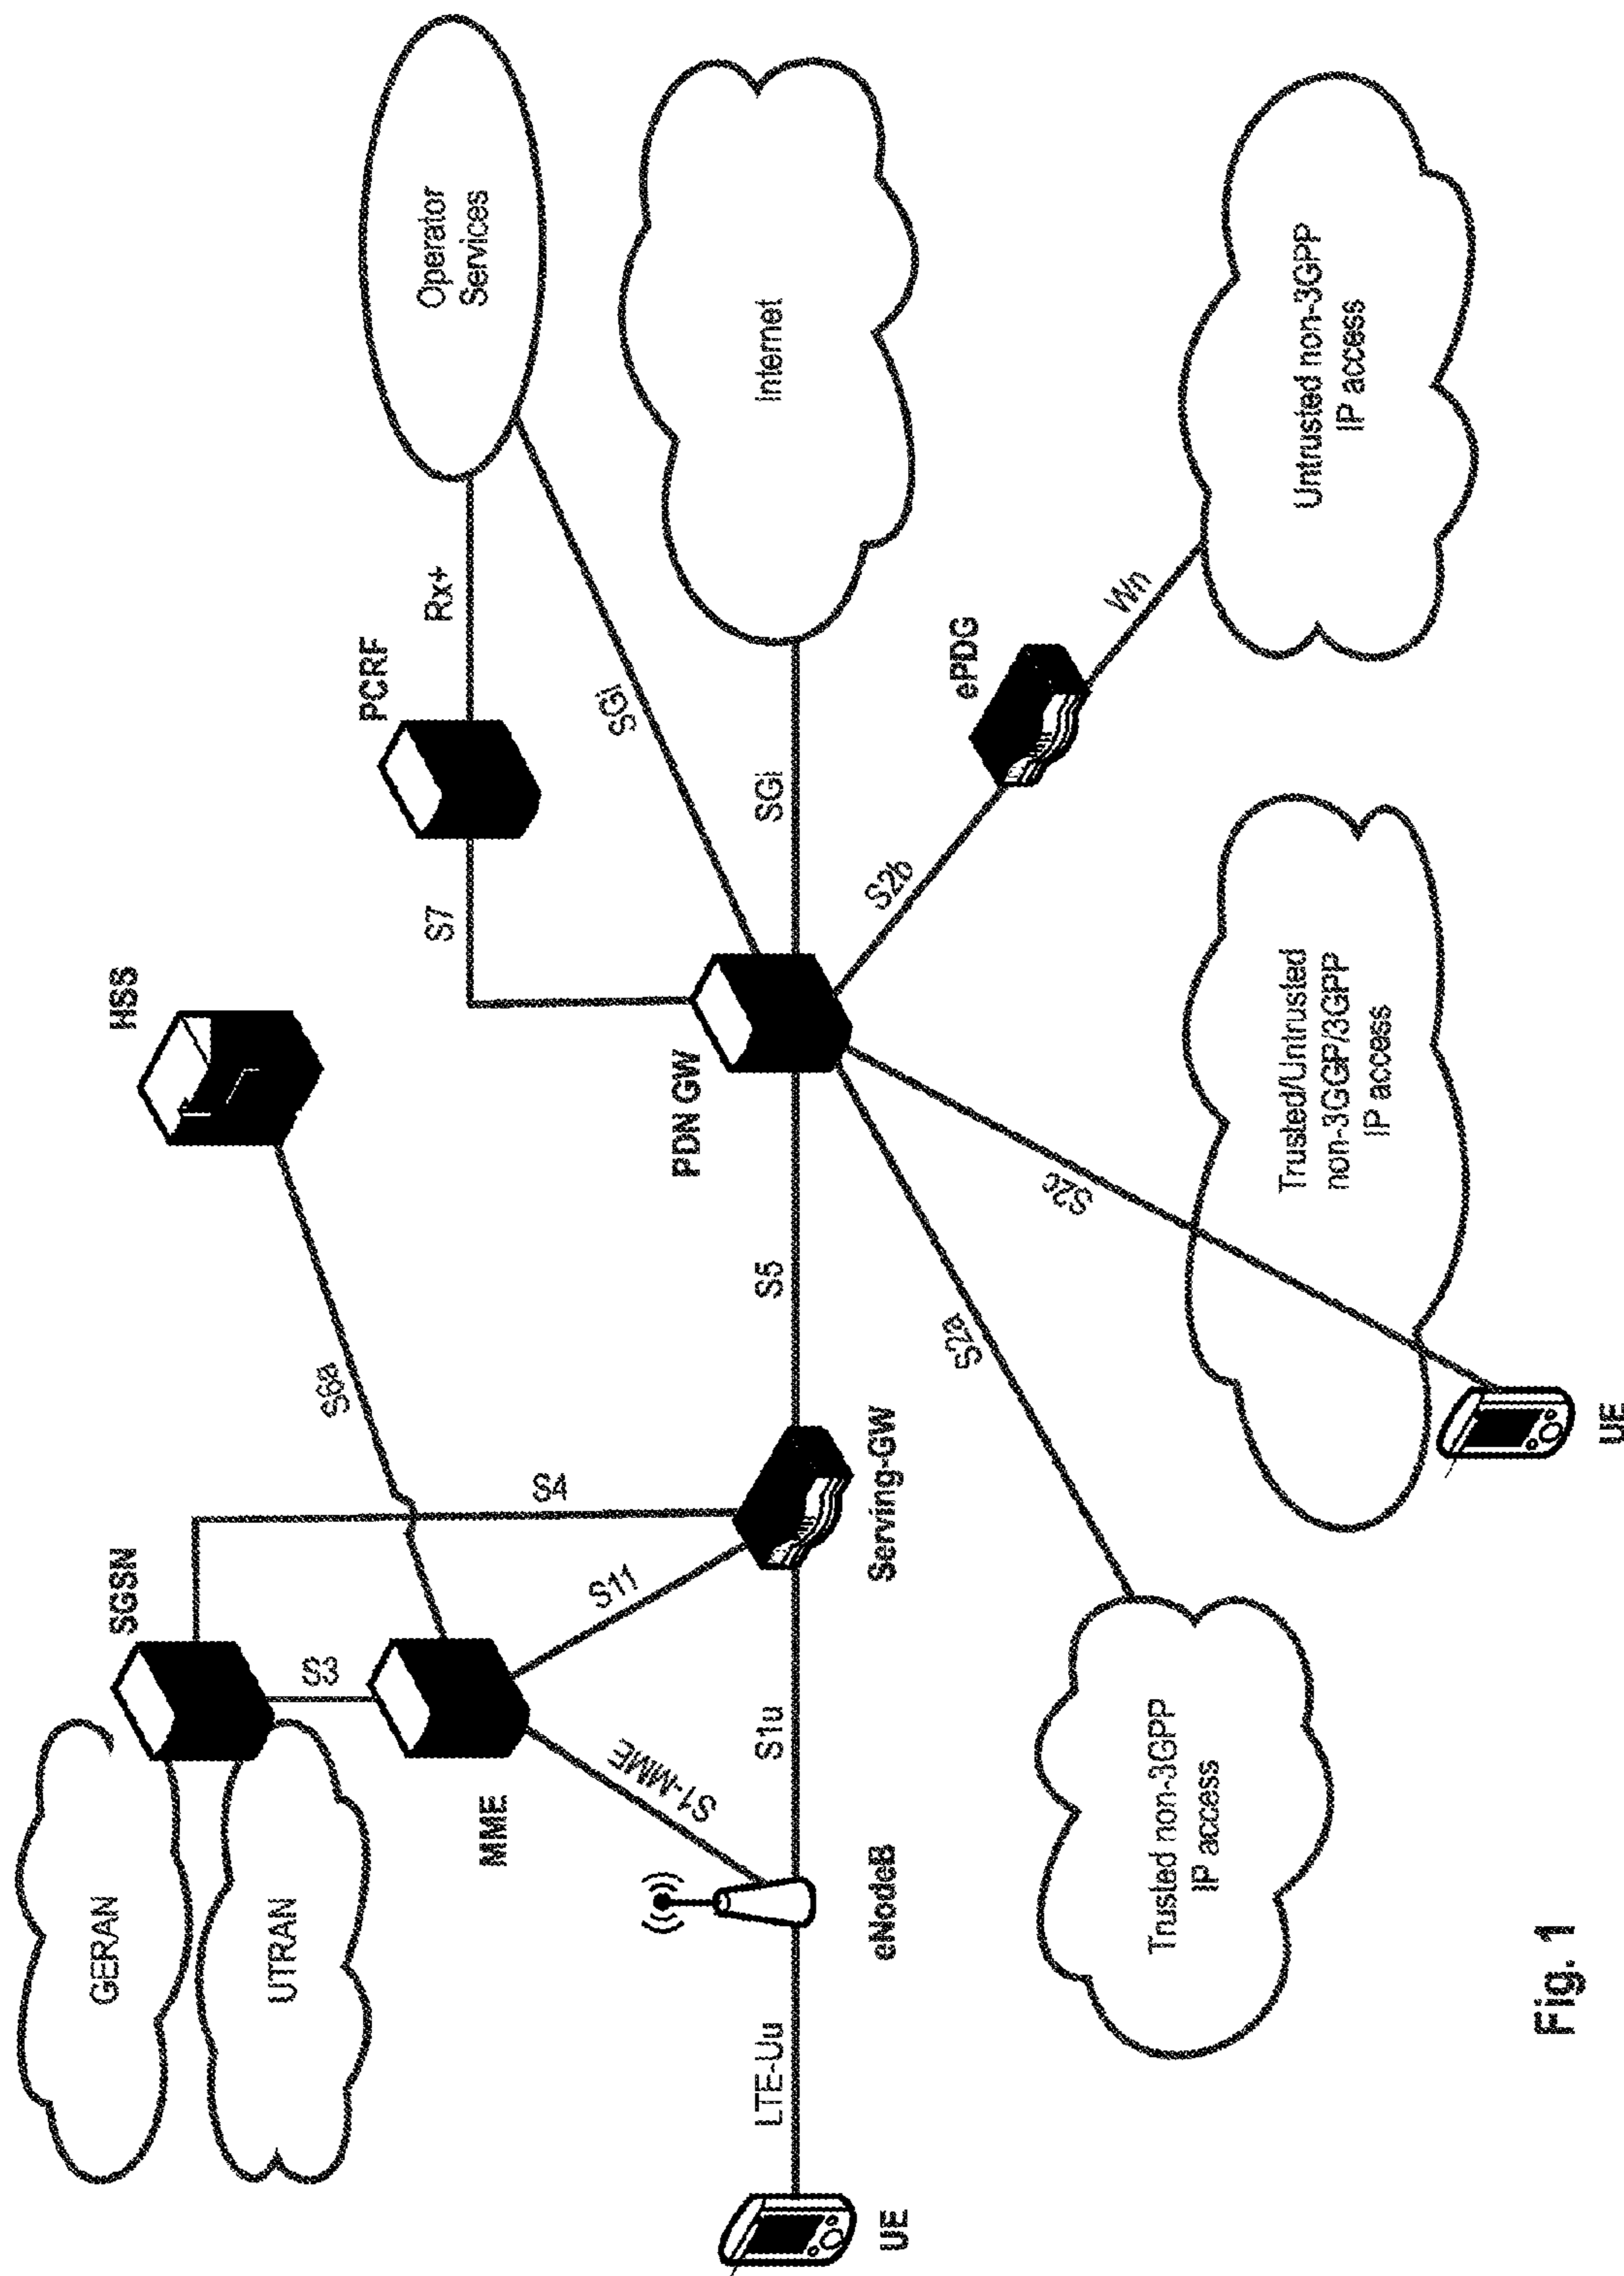 GERAN
SGSN
HSS
UTRAN
S3
S6a
PCRF
Operator
Services
S7
Rx+
MME
S4
S11
S1-MME
SGi
PDN GW
LTE-Uu
S1u
S5
SGi
Internet
UE
eNodeB
Serving-GW
S2b
ePDG
S2a
S2c
Wn
Trusted non-3GPP
IP access
Trusted/Untrusted
non-3GGP/3GPP
IP access
Untrusted non-3GPP
IP access
UE
Fig. 1